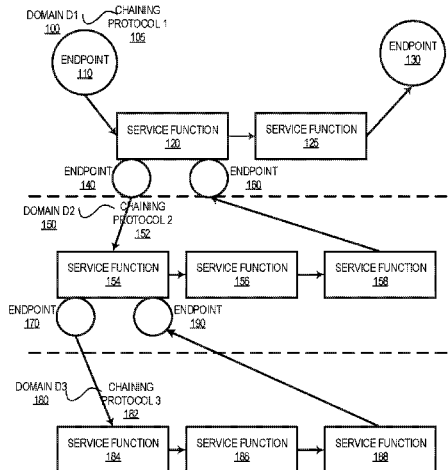 DOMAIN D1
100
CHAINING
PROTOCOL 1
105
ENDPOINT
110
ENDPOINT
130
SERVICE FUNCTION
120
SERVICE FUNCTION
125
ENDPOINT
140
ENDPOINT
160
DOMAIN D2
150
CHAINING
PROTOCOL 2
152
SERVICE FUNCTION
154
SERVICE FUNCTION
156
SERVICE FUNCTION
158
ENDPOINT
170
ENDPOINT
190
DOMAIN D3
180
CHAINING
PROTOCOL 3
182
SERVICE FUNCTION
184
SERVICE FUNCTION
186
SERVICE FUNCTION
188